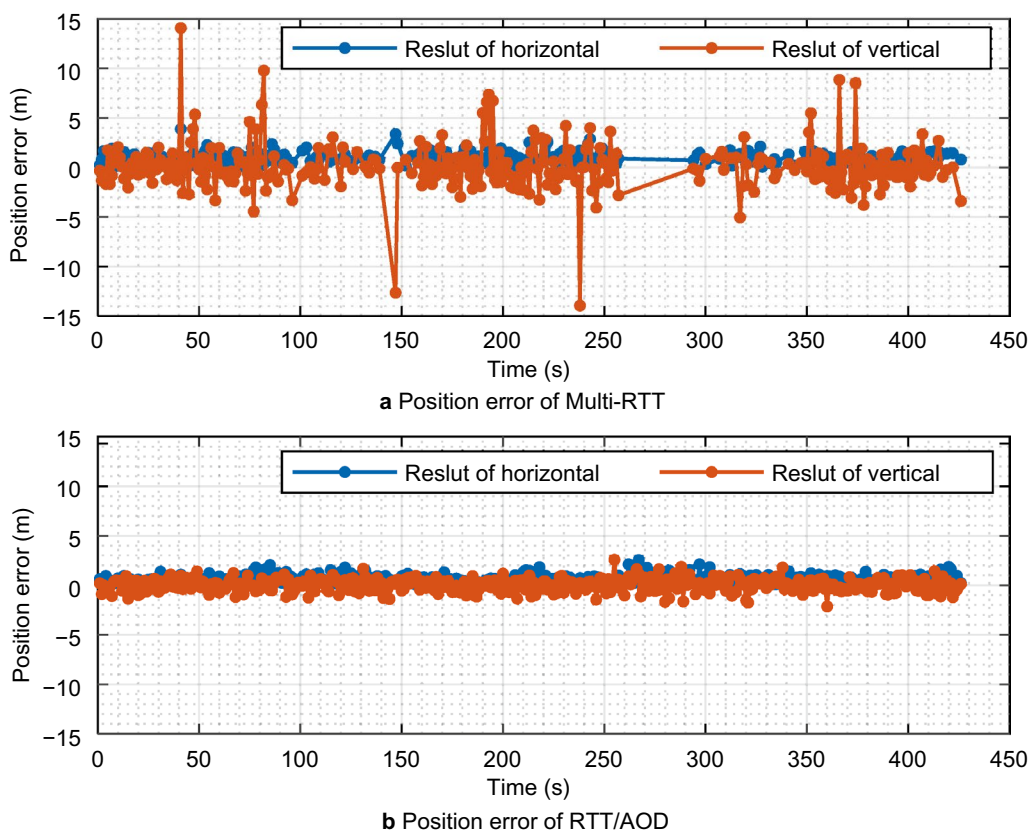 15
10
5
0
−5
−10
−15
Position error (m)
Reslut of horizontal
Reslut of vertical
0 50 100 150 200 250 300 350 400 450
Time (s)
a Position error of Multi-RTT
15
10
5
0
−5
−10
−15
Position error (m)
Reslut of horizontal
Reslut of vertical
0 50 100 150 200 250 300 350 400 450
Time (s)
b Position error of RTT/AOD